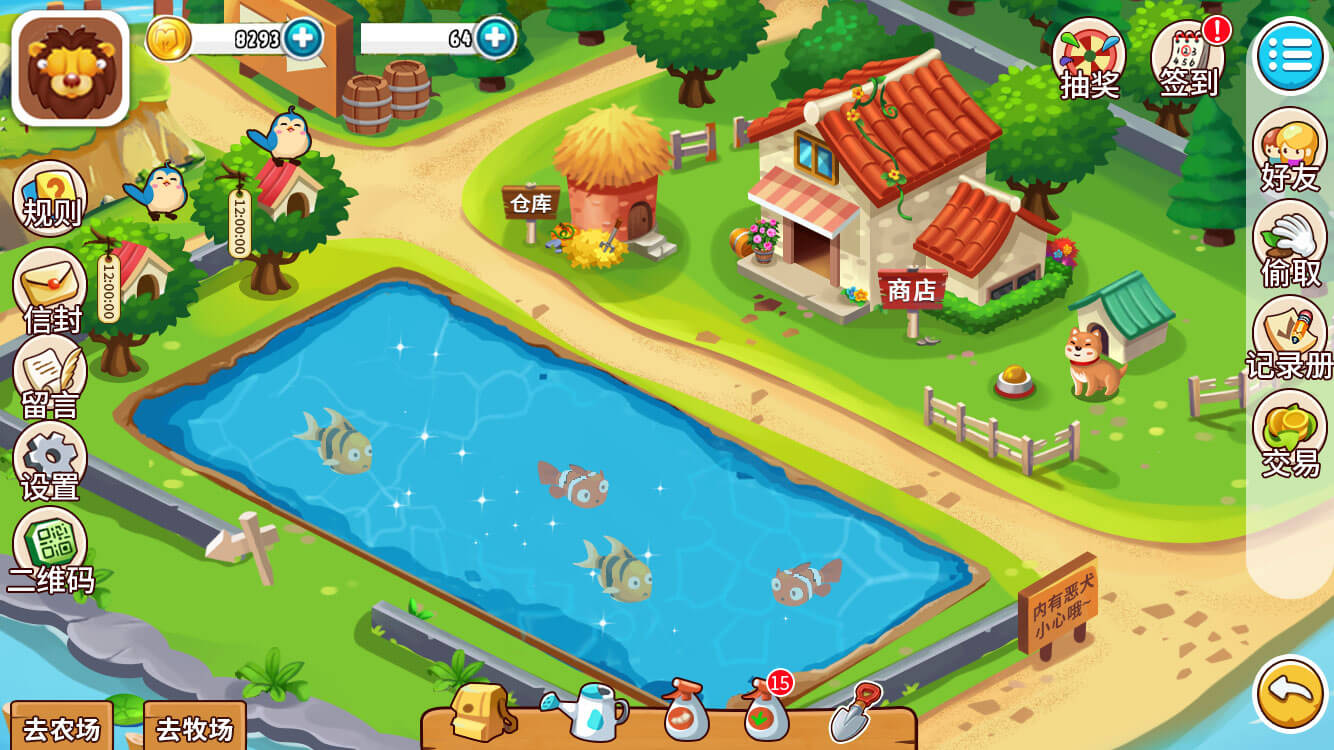 8293
64
抽奖
签到
规则
信封
留言
设置
二维码
12:00:00
12:00:00
仓库
商店
好友
偷取
记录册
交易
内有恶犬
小心哦~
15
去农场
去牧场